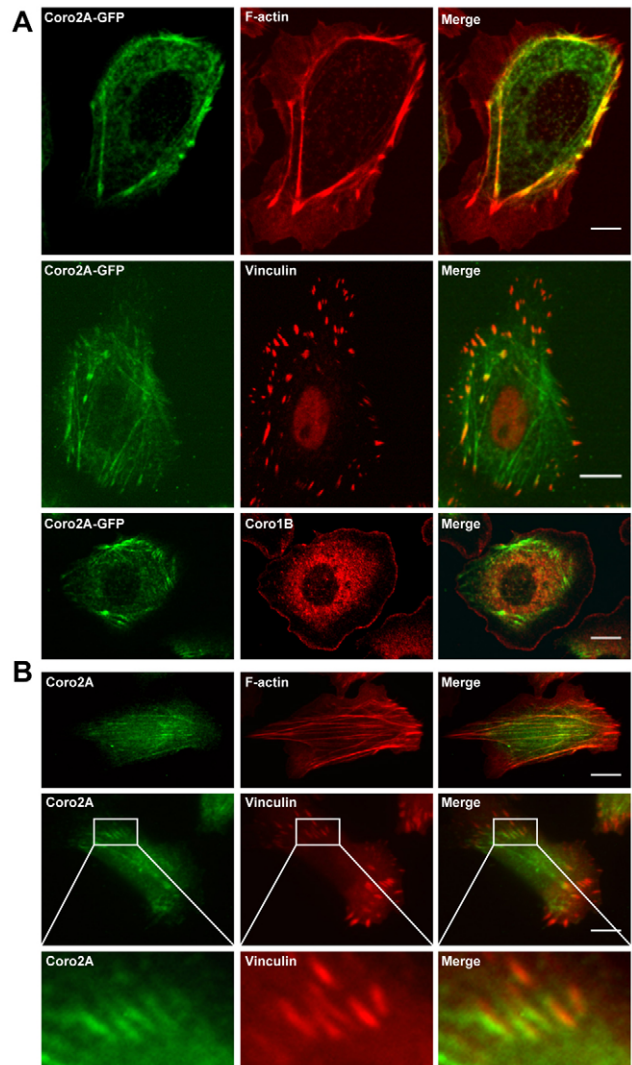 A
Coro2A-GFP F-actin Merge
Coro2A-GFP Vinculin Merge
Coro2A-GFP Coro1B Merge
B
Coro2A F-actin Merge
Coro2A Vinculin Merge
Coro2A Vinculin Merge